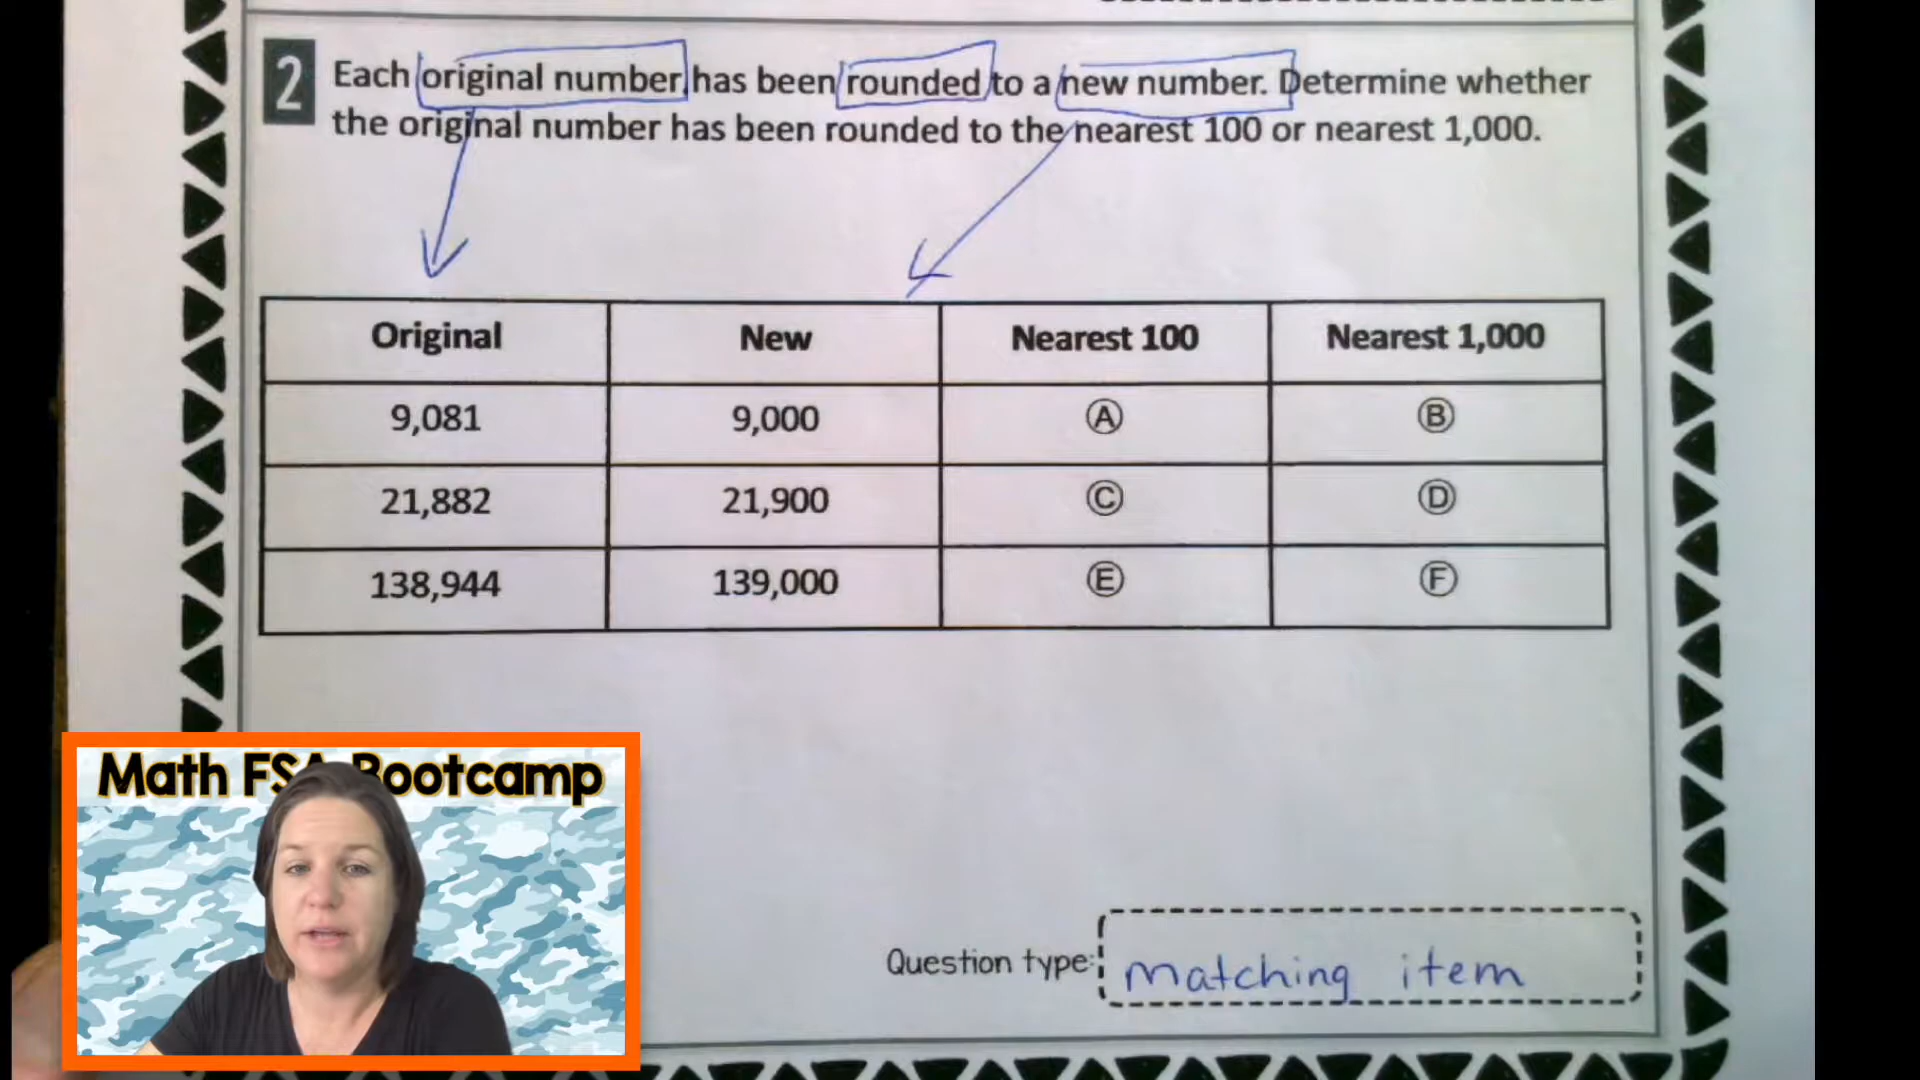 2 Each original number has been rounded to a new number. Determine whether
the original number has been rounded to the nearest 100 or nearest 1,000.
Original New Nearest 100 Nearest 1,000
9,081 9,000 Ⓐ Ⓑ
21,882 21,900 Ⓒ Ⓓ
138,944 139,000 Ⓔ Ⓕ
Math FSA Bootcamp
Question type: matching item